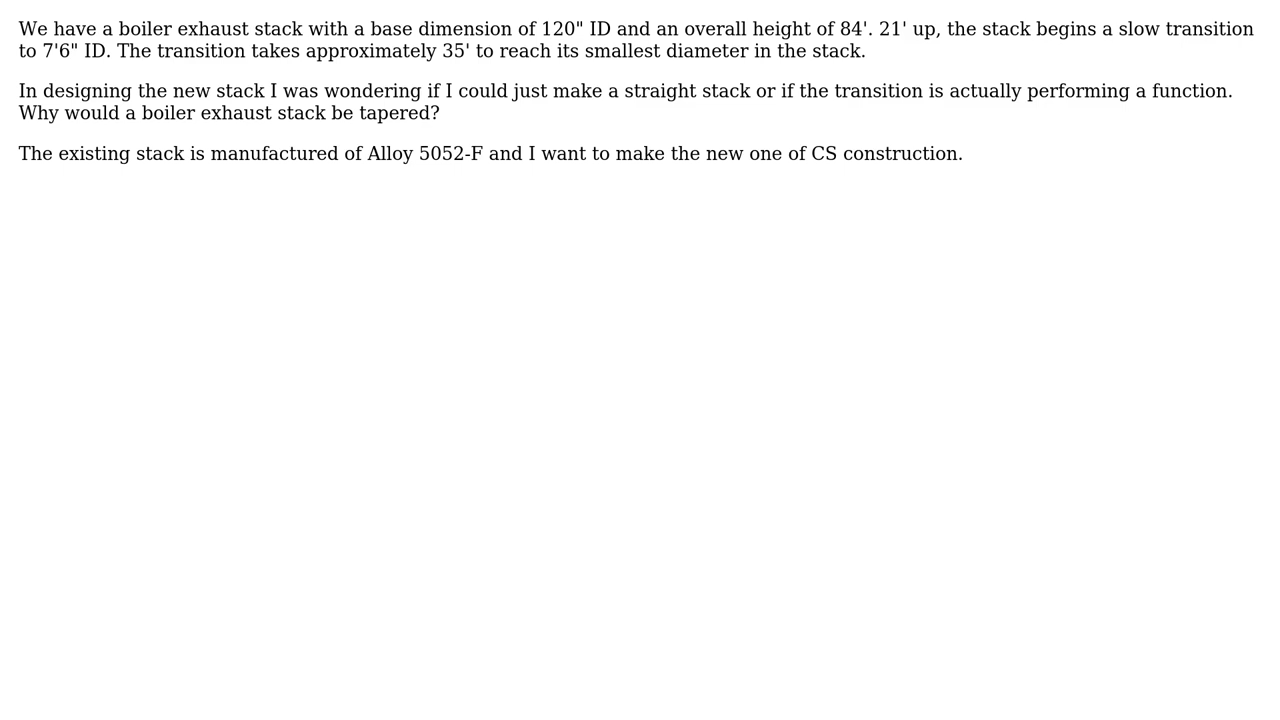 We have a boiler exhaust stack with a base dimension of 120" ID and an overall height of 84'. 21' up, the stack begins a slow transition
to 7'6" ID. The transition takes approximately 35' to reach its smallest diameter in the stack.
In designing the new stack I was wondering if I could just make a straight stack or if the transition is actually performing a function.
Why would a boiler exhaust stack be tapered?
The existing stack is manufactured of Alloy 5052-F and I want to make the new one of CS construction.